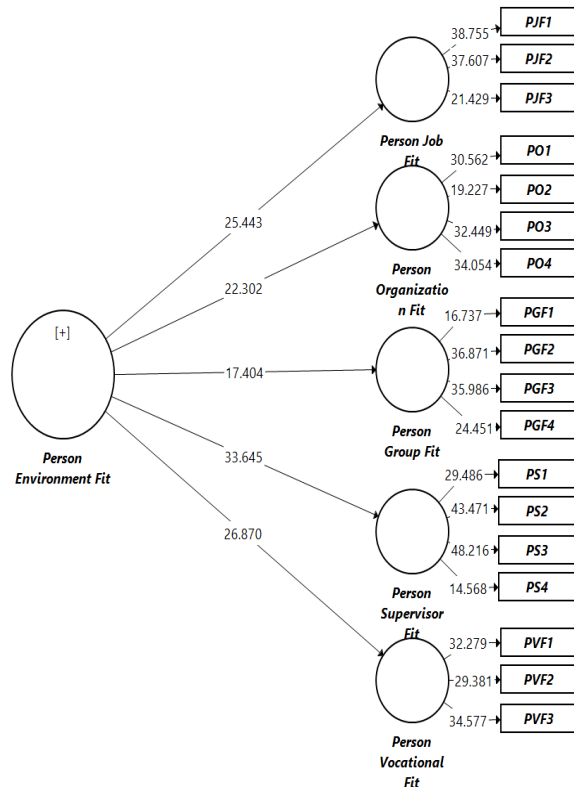 38.755
PJF1
37.607
PJF2
21.429
PJF3
Person Job
Fit
25.443
30.562
PO1
19.227
PO2
32.449
PO3
34.054
PO4
Person
Organizatio
n Fit
22.302
16.737
PGF1
36.871
PGF2
35.986
PGF3
24.451
PGF4
Person
Group Fit
17.404
[+]
Person
Environment Fit
33.645
29.486
PS1
43.471
PS2
48.216
PS3
14.568
PS4
Person
Supervisor
Fit
26.870
32.279
PVF1
29.381
PVF2
34.577
PVF3
Person
Vocational
Fit